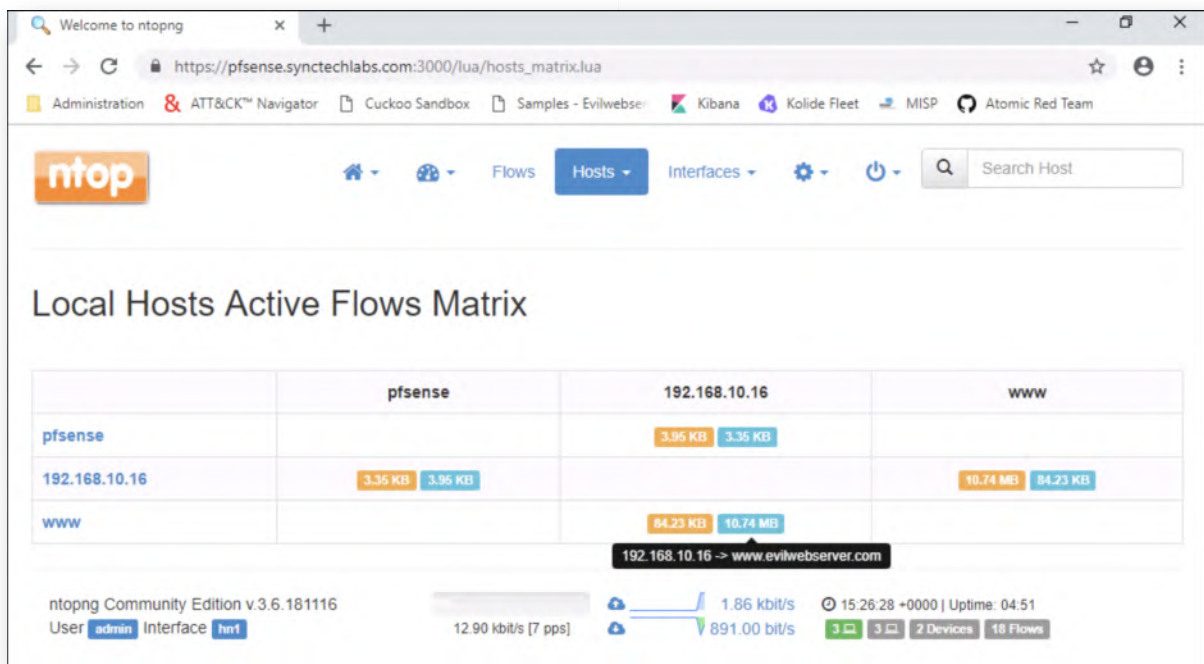 Welcome to ntopng
https://pfsense.synctechlabs.com:3000/lua/hosts_matrix.lua
Administration ATT&CK™ Navigator Cuckoo Sandbox Samples - Evilwebser Kibana Kolide Fleet MISP Atomic Red Team
ntop Flows Hosts Interfaces Search Host
Local Hosts Active Flows Matrix
pfsense 192.168.10.16 www
pfsense 3.95 KB 3.35 KB
192.168.10.16 3.35 KB 3.95 KB 10.74 MB 84.23 KB
www 84.23 KB 10.74 MB
192.168.10.16 -> www.evilwebserver.com
ntopng Community Edition v.3.6.181116 1.86 kbit/s 15:26:28 +0000 | Uptime: 04:51
User admin Interface hn1 12.90 kbit/s [7 pps] 891.00 bit/s 3 3 2 Devices 18 Flows